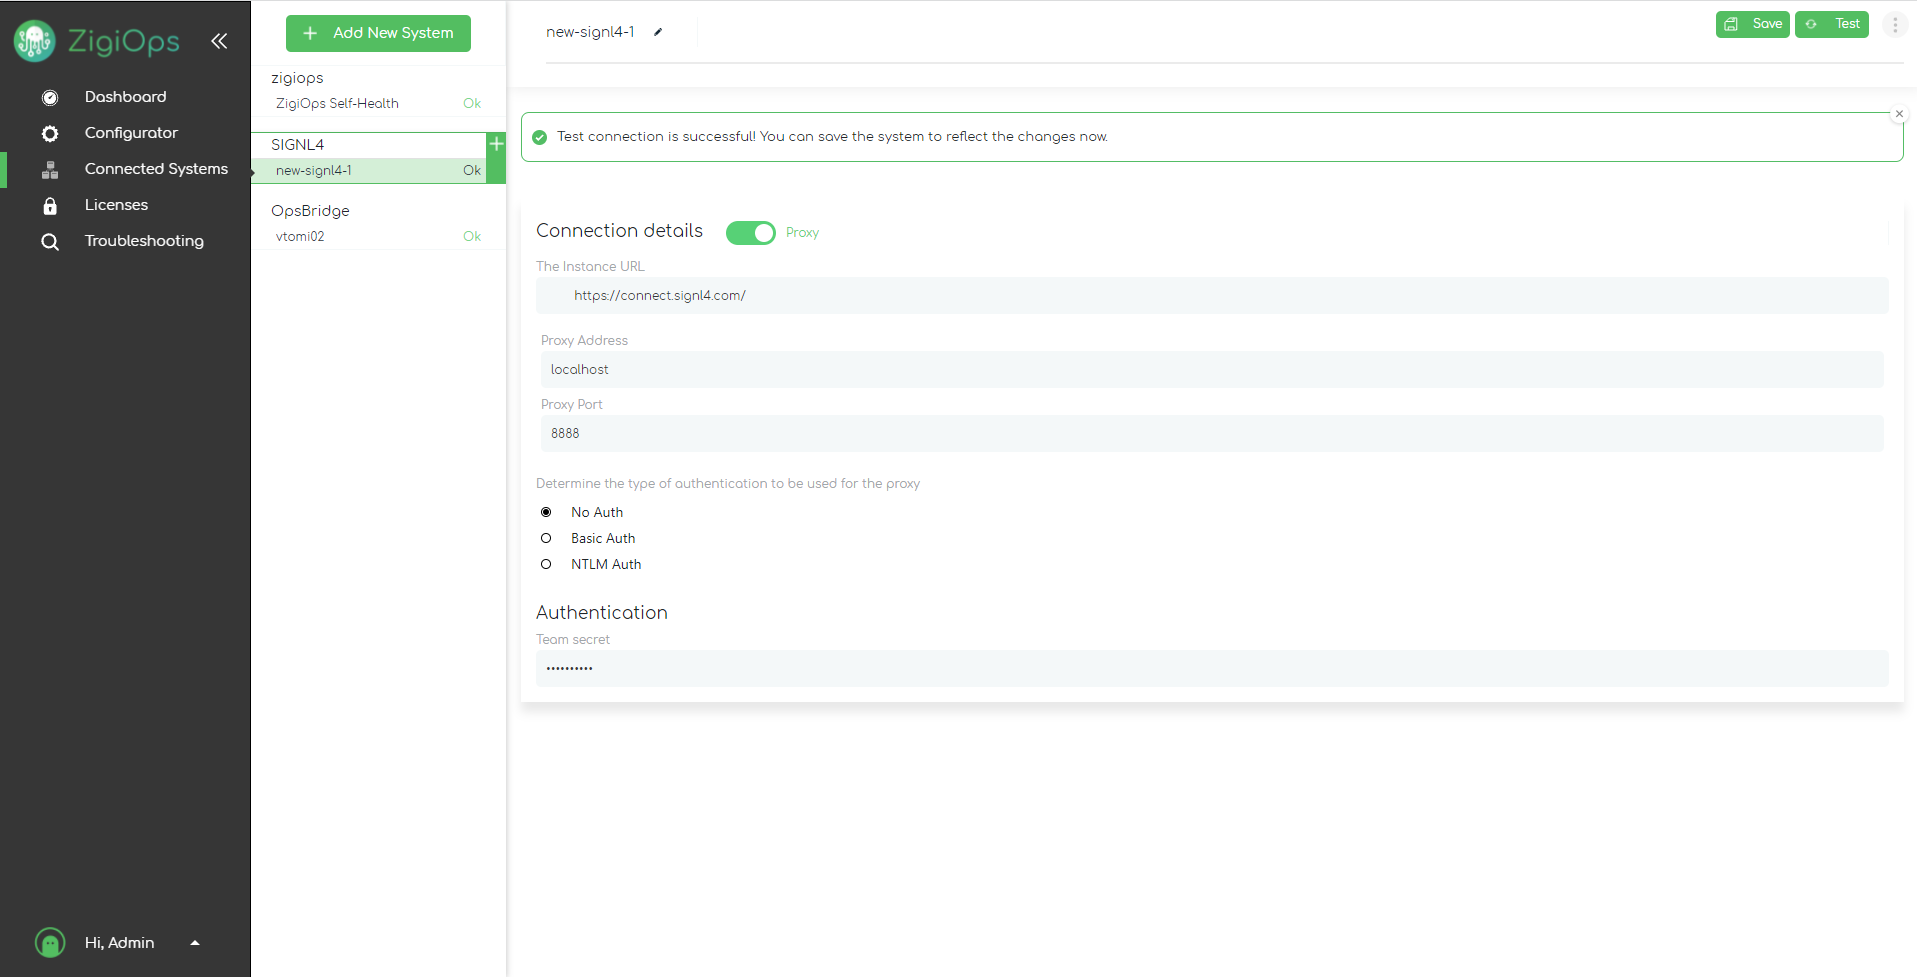 ZigiOps
Dashboard
Configurator
Connected Systems
Licenses
Troubleshooting
Hi, Admin
Add New System
zigiops
ZigiOps Self-Health Ok
SIGNL4
new-signl4-1 Ok
OpsBridge
vtomi02 Ok
new-signl4-1
Save
Test
Test connection is successful! You can save the system to reflect the changes now.
Connection details Proxy
The Instance URL
https://connect.signl4.com/
Proxy Address
localhost
Proxy Port
8888
Determine the type of authentication to be used for the proxy
No Auth
Basic Auth
NTLM Auth
Authentication
Team secret
••••••••••